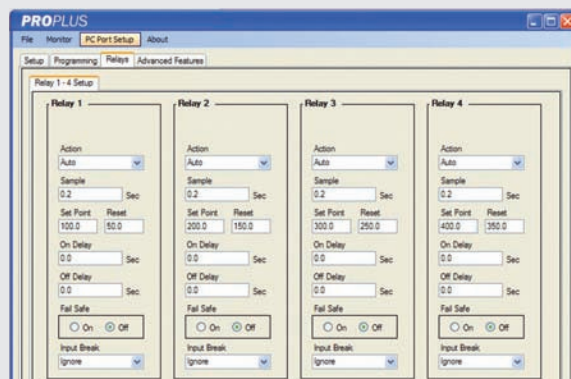 PROPLUS
File Monitor PC Port Setup About
Setup Programming Relays Advanced Features
Relay 1 - 4 Setup
Relay 1 Relay 2 Relay 3 Relay 4
Action Action Action Action
Auto Auto Auto Auto
Sample Sample Sample Sample
0.2 Sec 0.2 Sec 0.2 Sec 0.2 Sec
Set Point Reset Set Point Reset Set Point Reset Set Point Reset
100.0 50.0 200.0 150.0 300.0 250.0 400.0 350.0
On Delay On Delay On Delay On Delay
0.0 Sec 0.0 Sec 0.0 Sec 0.0 Sec
Off Delay Off Delay Off Delay Off Delay
0.0 Sec 0.0 Sec 0.0 Sec 0.0 Sec
Fail Safe Fail Safe Fail Safe Fail Safe
On Off On Off On Off On Off
Input Break Input Break Input Break Input Break
Ignore Ignore Ignore Ignore